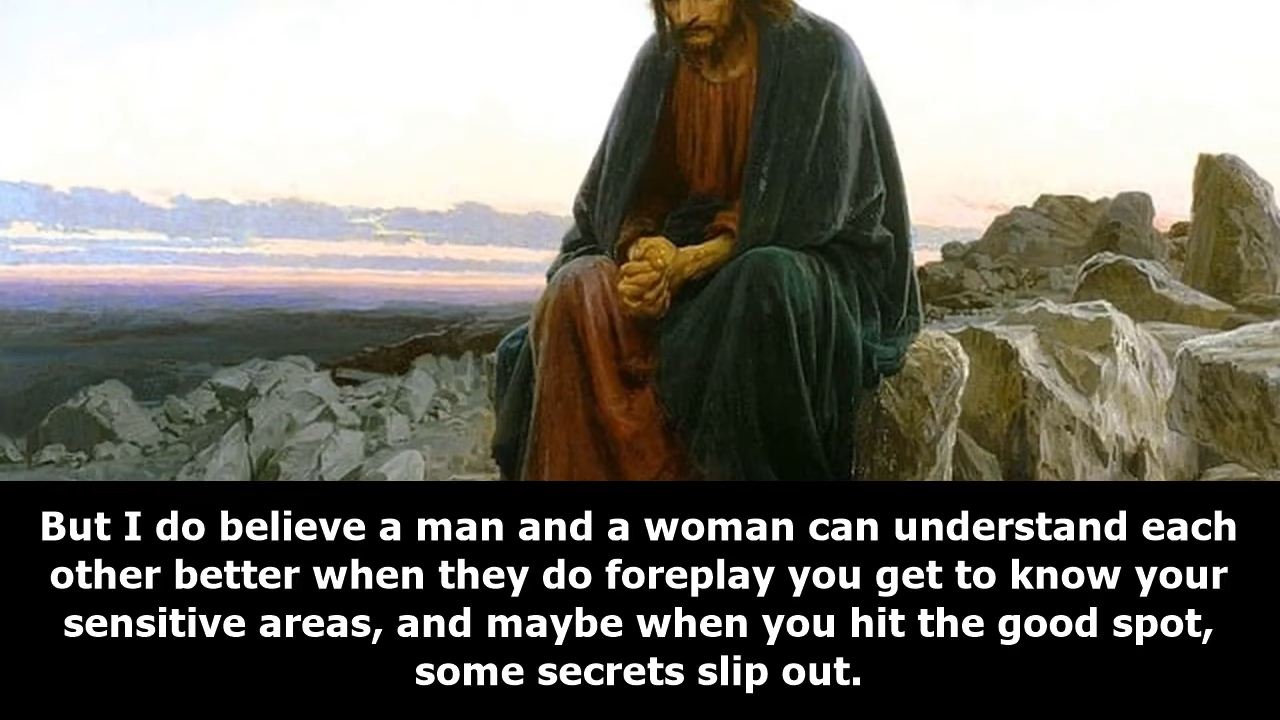 But I do believe a man and a woman can understand each
other better when they do foreplay you get to know your
sensitive areas, and maybe when you hit the good spot,
some secrets slip out.